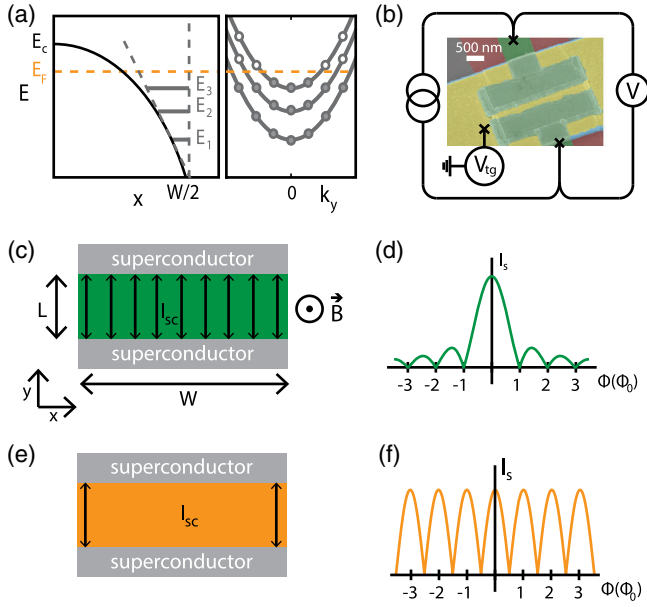 (a)
E_c
E_F
E
E_3
E_2
E_1
x
W/2
0
k_y
(b)
500 nm
V
V_tg
(c)
superconductor
L
I_sc
B
superconductor
W
y
x
(d)
I_s
-3 -2 -1 1 2 3 Φ(Φ_0)
(e)
superconductor
I_sc
superconductor
(f)
I_s
-3 -2 -1 1 2 3 Φ(Φ_0)